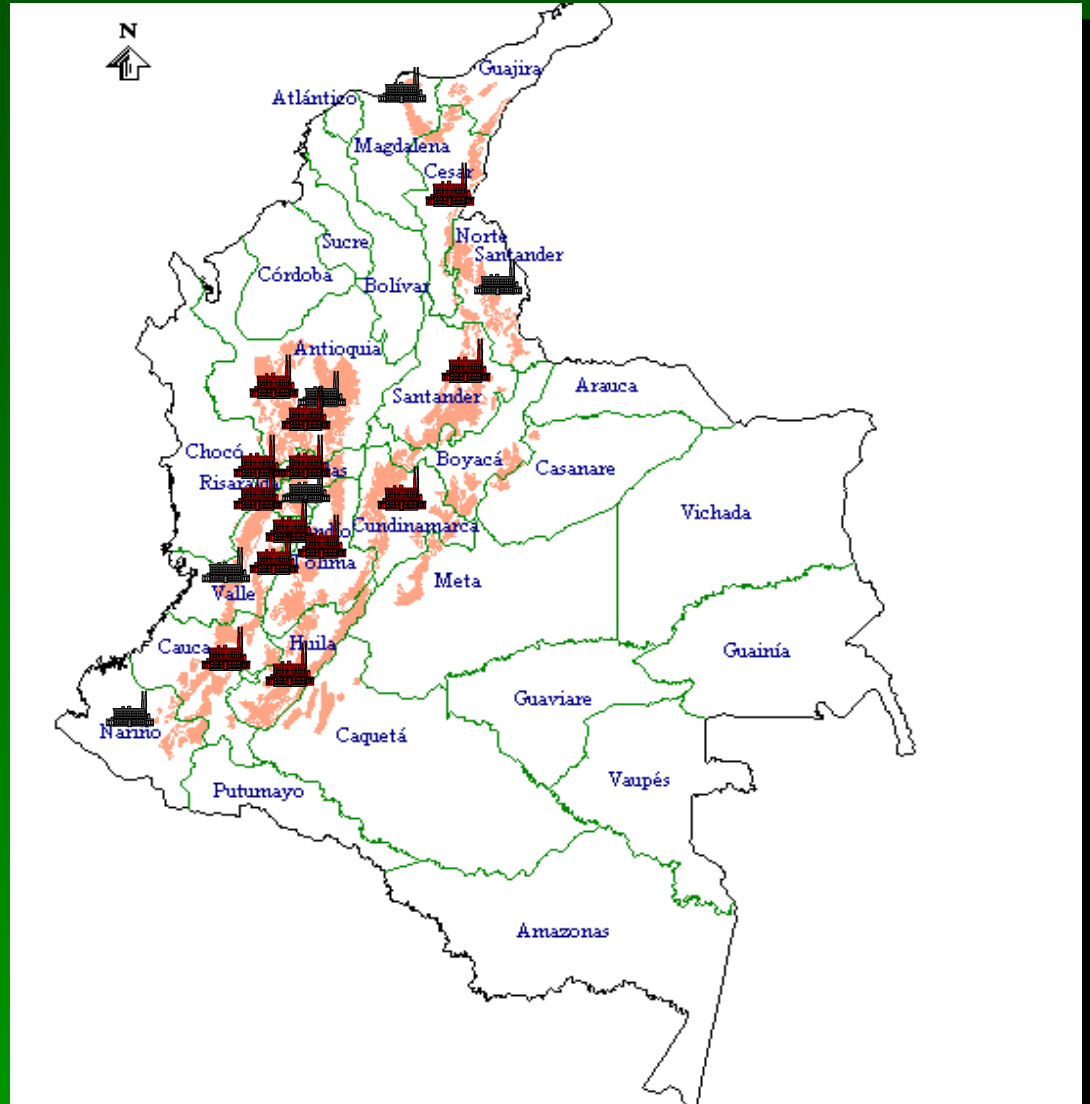 N
Guajira
Atlántico
Magdalena
Cesar
Sucre
Norte
Santander
Córdoba
Bolívar
Antioquia
Santander
Arauca
Chocó
Boyacá
Casanare
Risaralda
Cundinamarca
Vichada
Tolima
Meta
Valle
Cauca
Huila
Guainía
Guaviare
Nariño
Caquetá
Vaupés
Putumayo
Amazonas